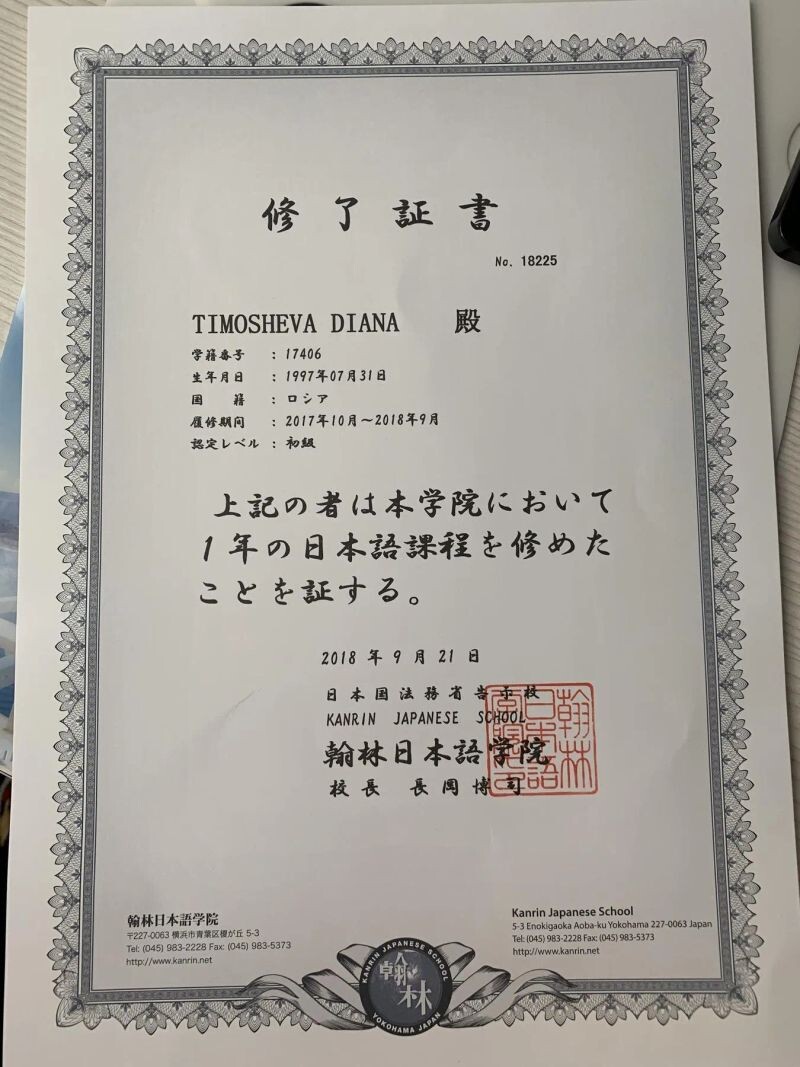 修了証書
No. 18225
TIMOSHEVA DIANA 殿
学籍番号 : 17406
生年月日 : 1997年07月31日
国 籍 : ロシア
履修期間 : 2017年10月～2018年9月
認定レベル : 初級
上記の者は本学院において
1年の日本語課程を修めた
ことを証する。
2018年9月21日
日本国法務省告示校
KANRIN JAPANESE SCHOOL
翰林日本語学院
校長 長岡博司
翰林日本語学院
〒227-0063 横浜市青葉区榎が丘 5-3
Tel: (045) 983-2228 Fax: (045) 983-5373
http://www.kanrin.net
Kanrin Japanese School
5-3 Enokigaoka Aoba-ku Yokohama 227-0063 Japan
Tel: (045) 983-2228 Fax: (045) 983-5373
http://www.kanrin.net
KANRIN JAPANESE SCHOOL
翰林
YOKOHAMA JAPAN